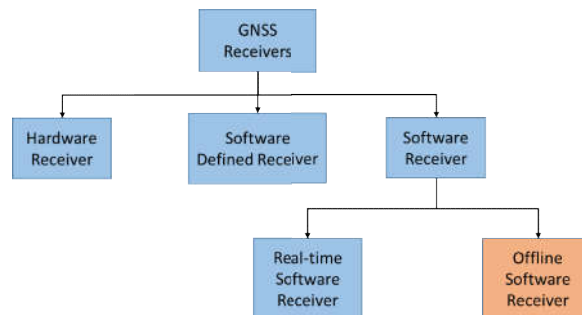 GNSS
Receivers
Hardware
Receiver
Software
Defined Receiver
Software
Receiver
Real-time
Software
Receiver
Offline
Software
Receiver